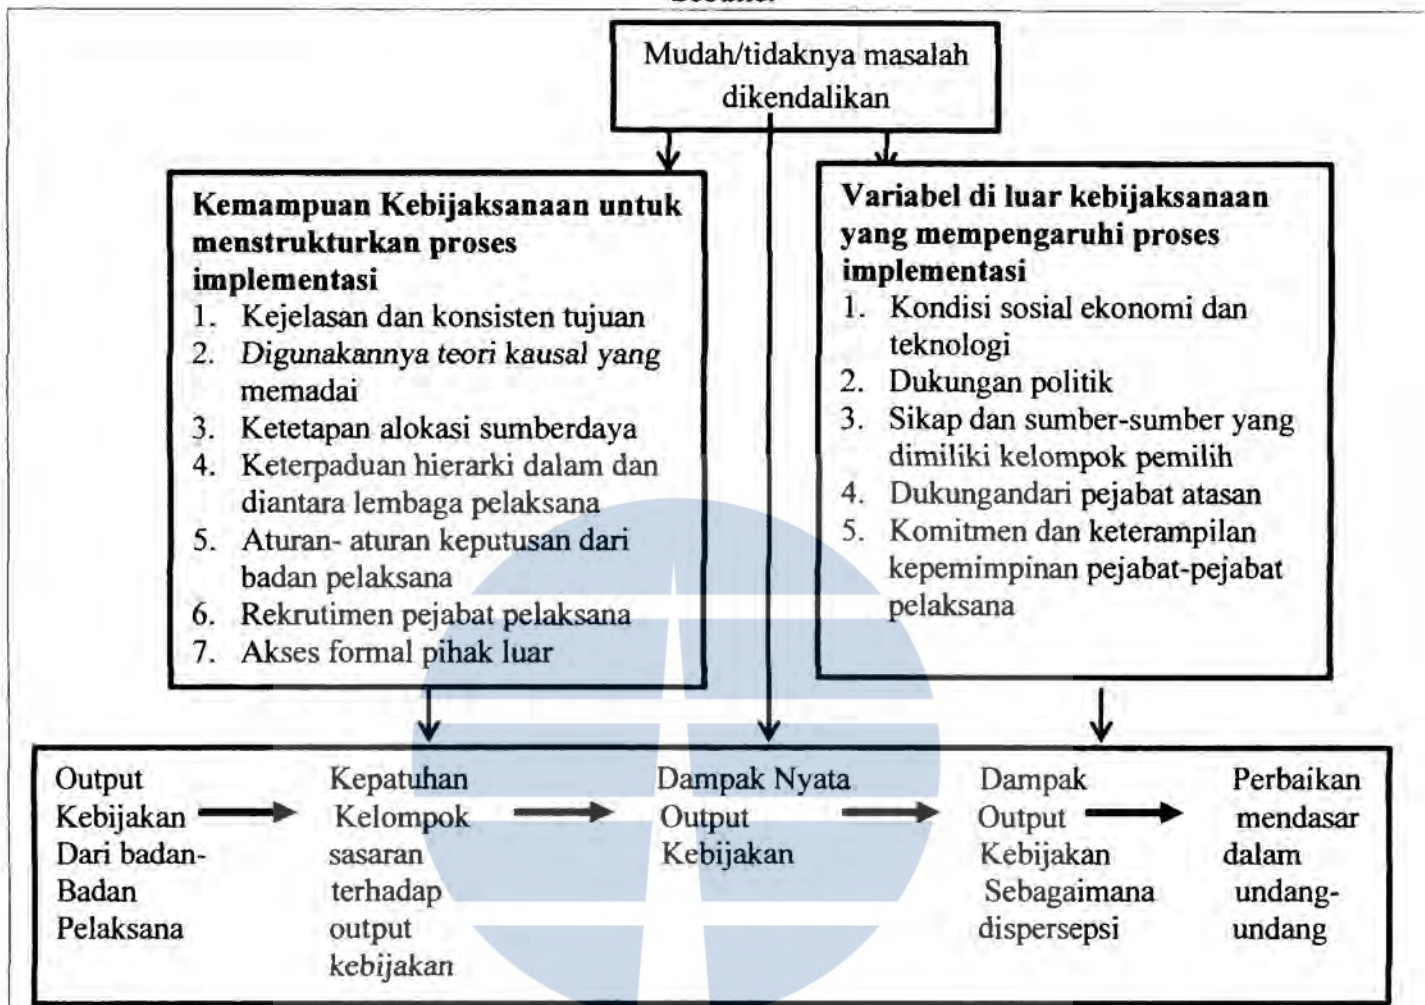 Mudah/tidaknya masalah
dikendalikan
Kemampuan Kebijaksanaan untuk
menstrukturkan proses
implementasi
1. Kejelasan dan konsisten tujuan
2. Digunakannya teori kausal yang
memadai
3. Ketetapan alokasi sumberdaya
4. Keterpaduan hierarki dalam dan
diantara lembaga pelaksana
5. Aturan- aturan keputusan dari
badan pelaksana
6. Rekrutimen pejabat pelaksana
7. Akses formal pihak luar
Variabel di luar kebijaksanaan
yang mempengaruhi proses
implementasi
1. Kondisi sosial ekonomi dan
teknologi
2. Dukungan politik
3. Sikap dan sumber-sumber yang
dimiliki kelompok pemilih
4. Dukungandari pejabat atasan
5. Komitmen dan keterampilan
kepemimpinan pejabat-pejabat
pelaksana
Output
Kebijakan
Dari badan-
Badan
Pelaksana
Kepatuhan
Kelompok
sasaran
terhadap
output
kebijakan
Dampak Nyata
Output
Kebijakan
Dampak
Output
Kebijakan
Sebagaimana
dispersepsi
Perbaikan
mendasar
dalam
undang-
undang